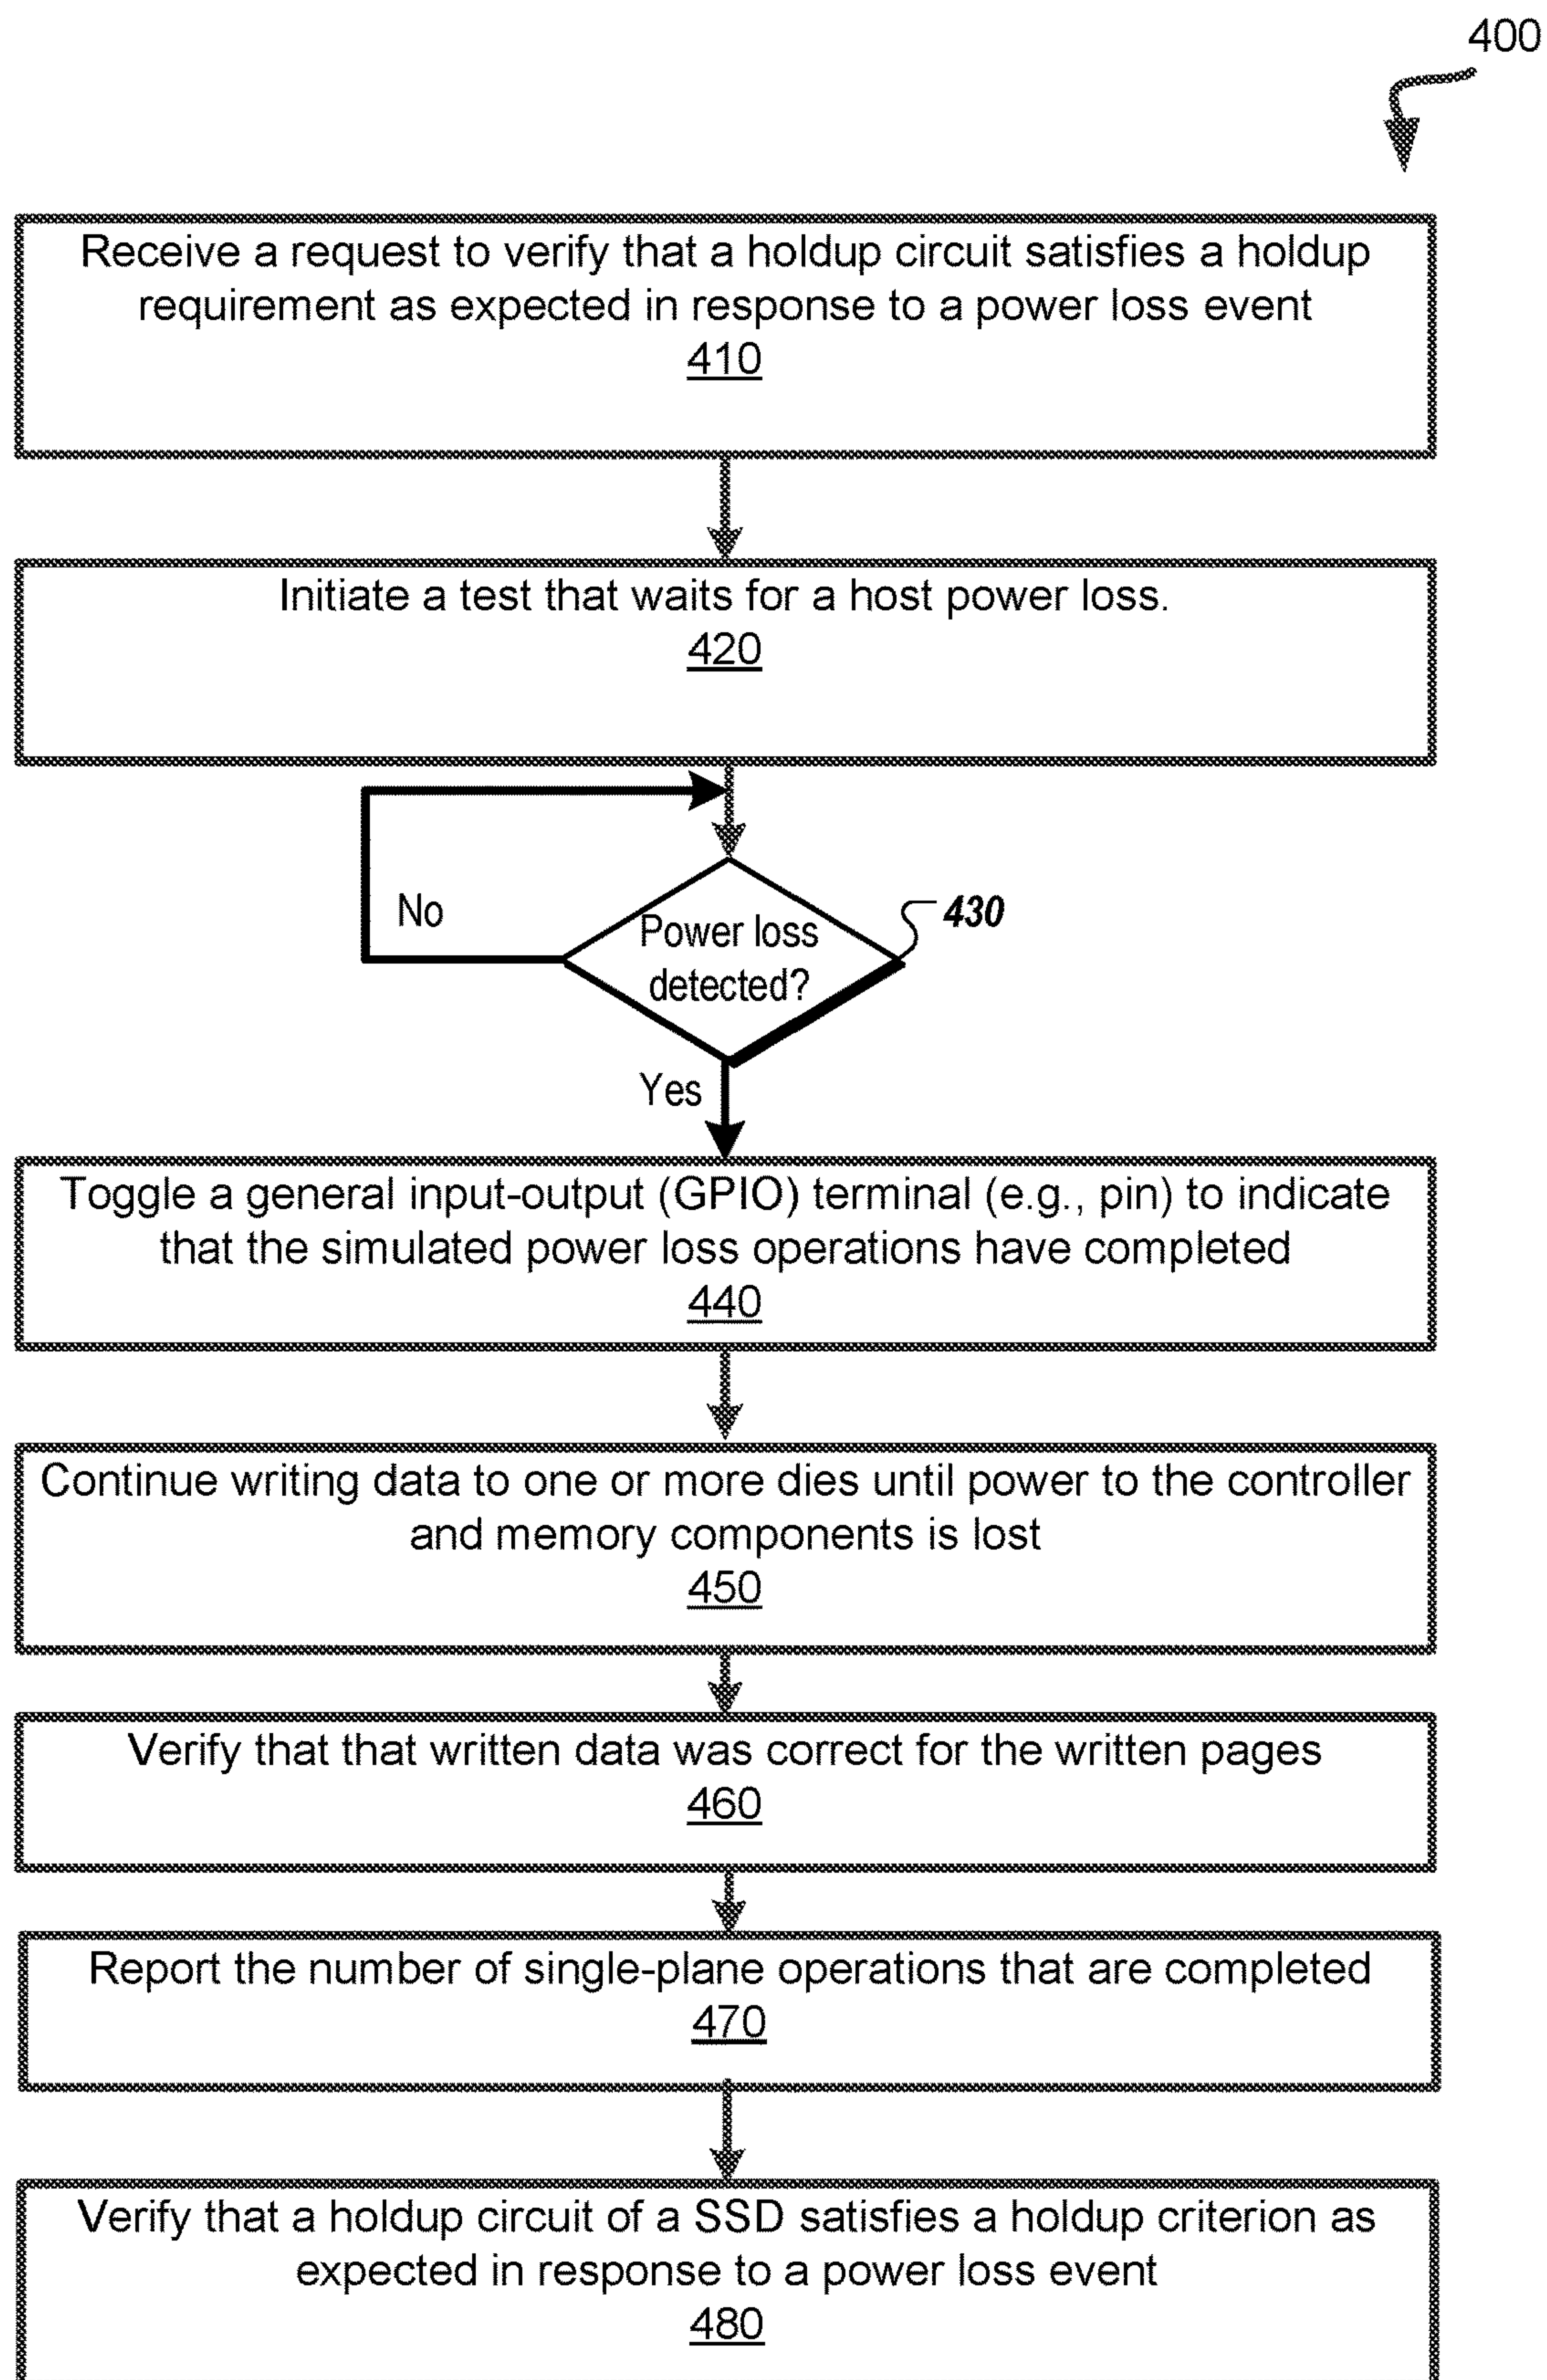 400
Receive a request to verify that a holdup circuit satisfies a holdup
requirement as expected in response to a power loss event
410
Initiate a test that waits for a host power loss.
420
No
Power loss
detected?
430
Yes
Toggle a general input-output (GPIO) terminal (e.g., pin) to indicate
that the simulated power loss operations have completed
440
Continue writing data to one or more dies until power to the controller
and memory components is lost
450
Verify that that written data was correct for the written pages
460
Report the number of single-plane operations that are completed
470
Verify that a holdup circuit of a SSD satisfies a holdup criterion as
expected in response to a power loss event
480